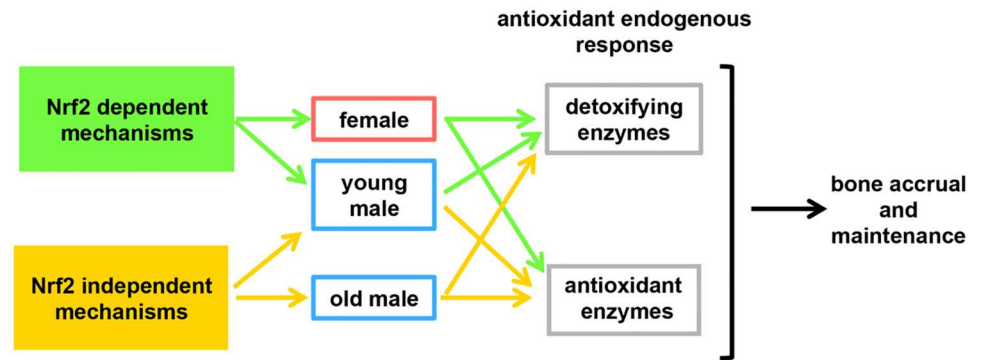 antioxidant endogenous
response
Nrf2 dependent
mechanisms
female
detoxifying
enzymes
young
male
bone accrual
and
maintenance
Nrf2 independent
mechanisms
old male
antioxidant
enzymes